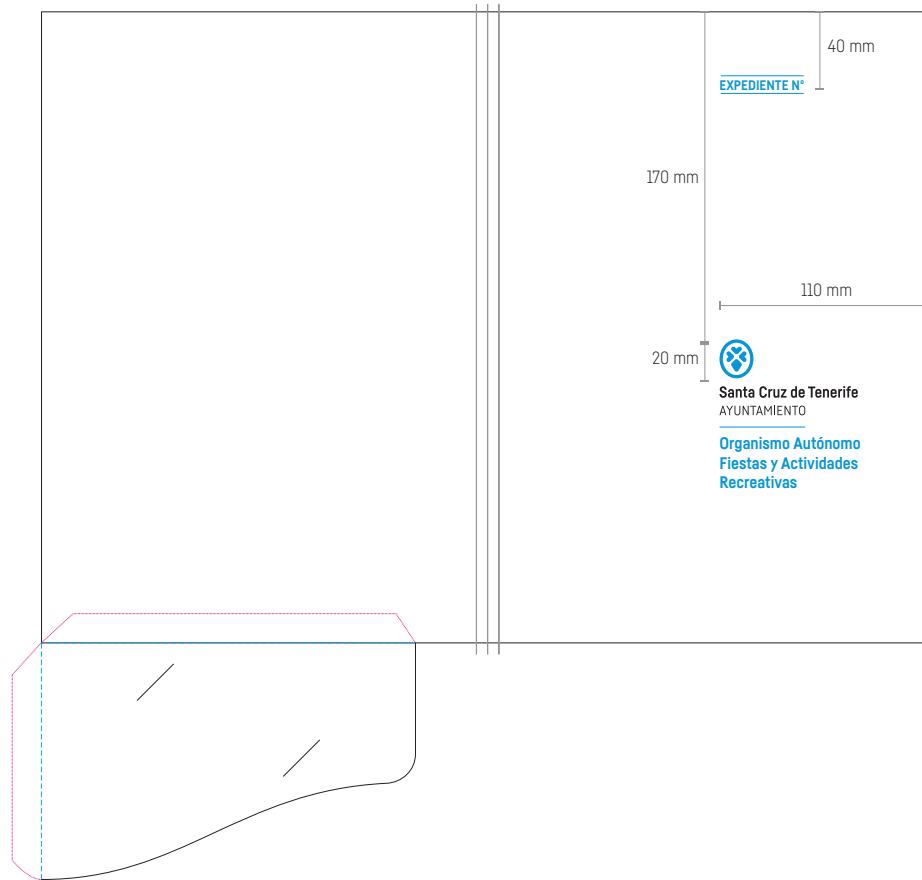 40 mm
EXPEDIENTE Nº
170 mm
110 mm
20 mm
Santa Cruz de Tenerife
AYUNTAMIENTO
Organismo Autónomo
Fiestas y Actividades
Recreativas